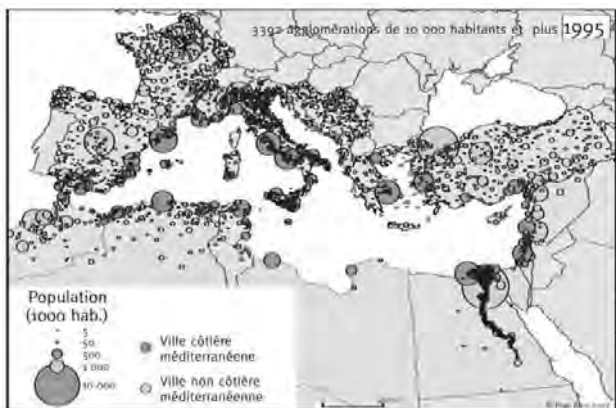 3392 agglomérations de 10 000 habitants et plus 1995
Population
(1000 hab.)
5
50
500
1 000
10 000
Ville côtière
méditerranéenne
Ville non côtière
méditerranéenne